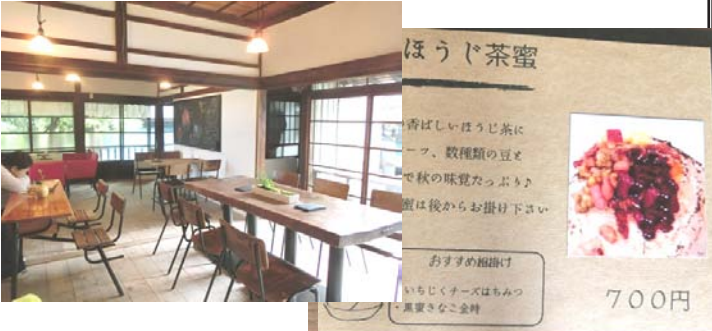 ほうじ茶蜜
香ばしいほうじ茶に
ーフ、数種類の豆と
で秋の味覚たっぷり♪
蜜は後からお掛け下さい
おすすめ組掛け
いちじくチーズはちみつ
・黒蜜きなこ金時
700円